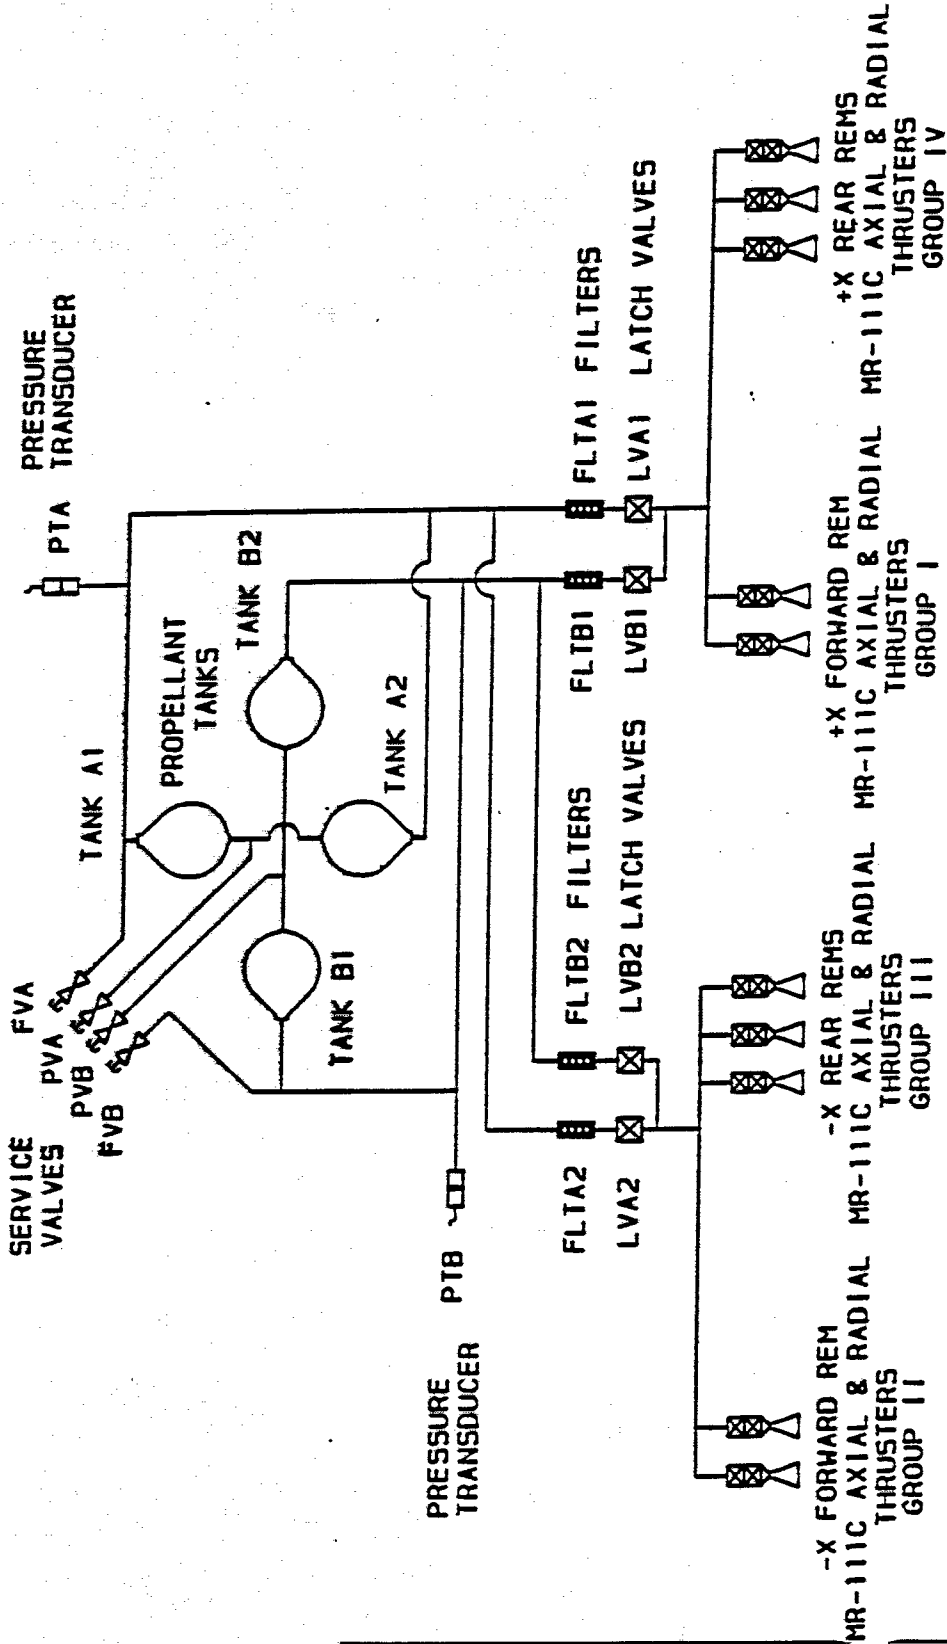 SERVICE
VALVES
FVA
PVA
PVB
FVB
TANK A1
PTA
PRESSURE
TRANSDUCER
PROPELLANT
TANKS
TANK B2
TANK A2
TANK B1
PRESSURE
TRANSDUCER
PTB
FLTA2
FLTB2 FILTERS
FLTB1
FLTA1 FILTERS
LVA2
LVB2 LATCH VALVES
LVB1
LVA1 LATCH VALVES
-X FORWARD REM
MR-111C AXIAL & RADIAL
THRUSTERS
GROUP II
-X REAR REMS
MR-111C AXIAL & RADIAL
THRUSTERS
GROUP III
+X FORWARD REM
MR-111C AXIAL & RADIAL
THRUSTERS
GROUP I
+X REAR REMS
MR-111C AXIAL & RADIAL
THRUSTERS
GROUP IV